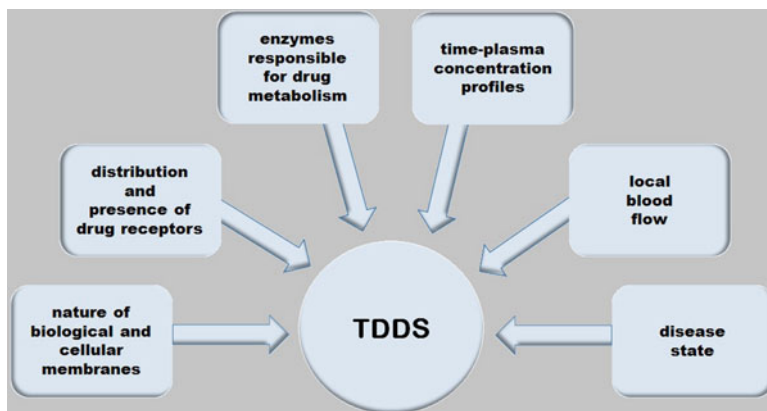 enzymes
responsible
for drug
metabolism
time-plasma
concentration
profiles
distribution
and
presence of
drug receptors
local
blood
flow
nature of
biological and
cellular
membranes
TDDS
disease
state